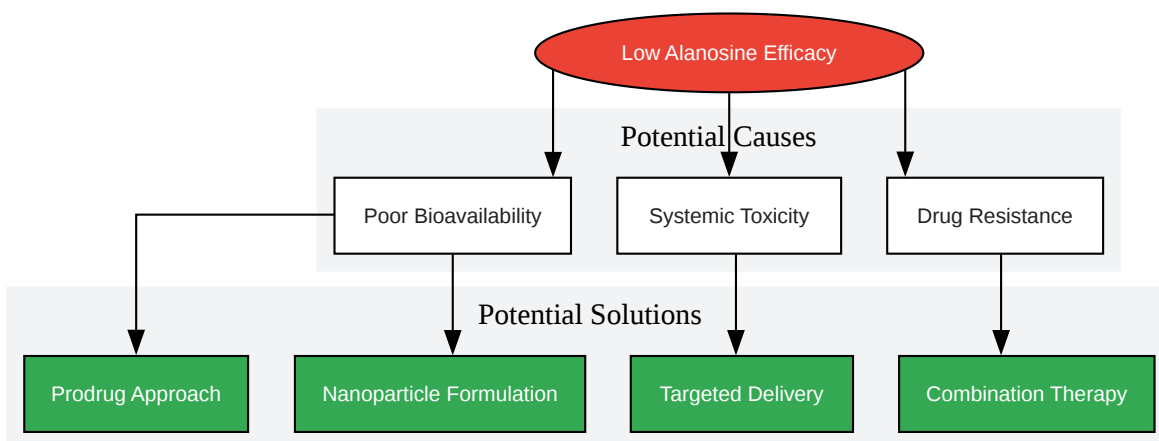 Low Alanosine Efficacy
Potential Causes
Poor Bioavailability
Systemic Toxicity
Drug Resistance
Potential Solutions
Prodrug Approach
Nanoparticle Formulation
Targeted Delivery
Combination Therapy